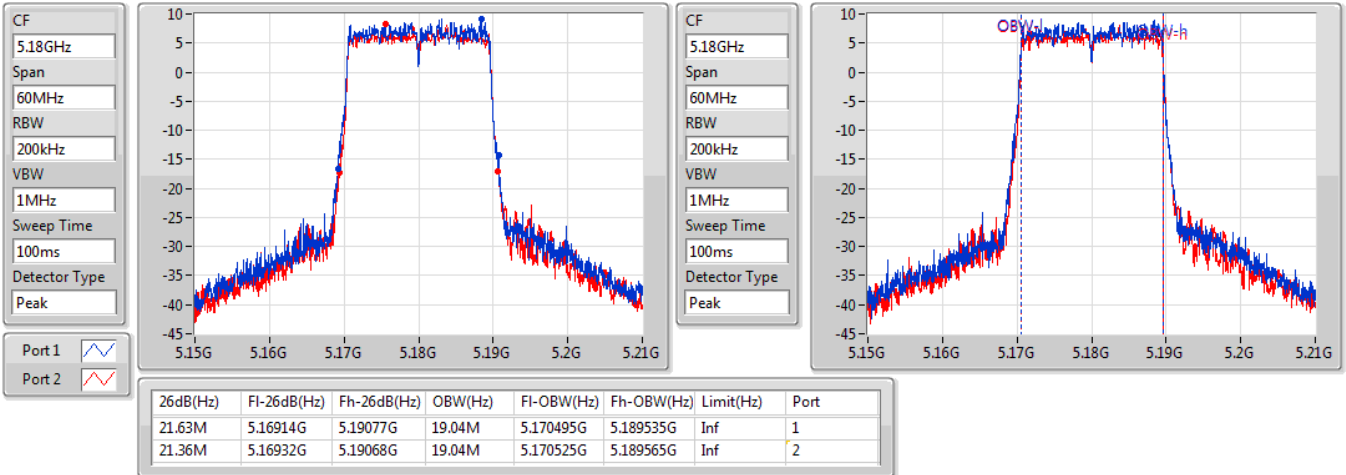 CF
5.18GHz
Span
60MHz
RBW
200kHz
VBW
1MHz
Sweep Time
100ms
Detector Type
Peak
Port 1
Port 2
10
5
0
-5
-10
-15
-20
-25
-30
-35
-40
-45
5.15G 5.16G 5.17G 5.18G 5.19G 5.2G 5.21G
CF
5.18GHz
Span
60MHz
RBW
200kHz
VBW
1MHz
Sweep Time
100ms
Detector Type
Peak
10
5
0
-5
-10
-15
-20
-25
-30
-35
-40
-45
5.15G 5.16G 5.17G 5.18G 5.19G 5.2G 5.21G
26dB(Hz) Fl-26dB(Hz) Fh-26dB(Hz) OBW(Hz) Fl-OBW(Hz) Fh-OBW(Hz) Limit(Hz) Port
21.63M 5.16914G 5.19077G 19.04M 5.170495G 5.189535G Inf 1
21.36M 5.16932G 5.19068G 19.04M 5.170525G 5.189565G Inf 2